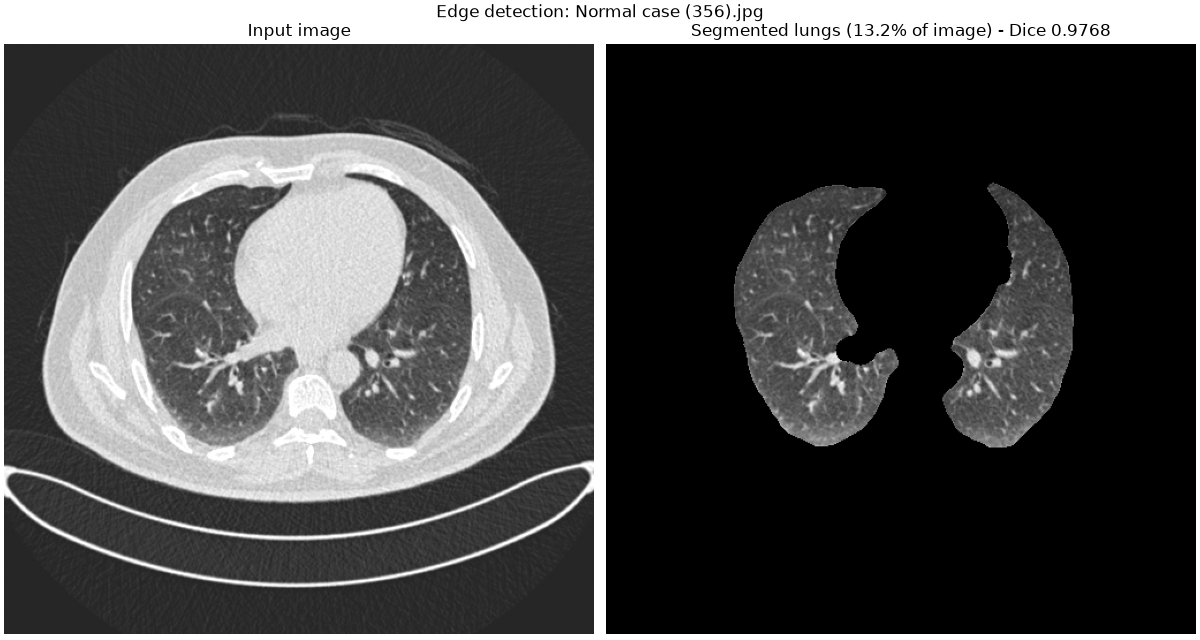 Edge detection: Normal case (356).jpg
Input image
Segmented lungs (13.2% of image) - Dice 0.9768